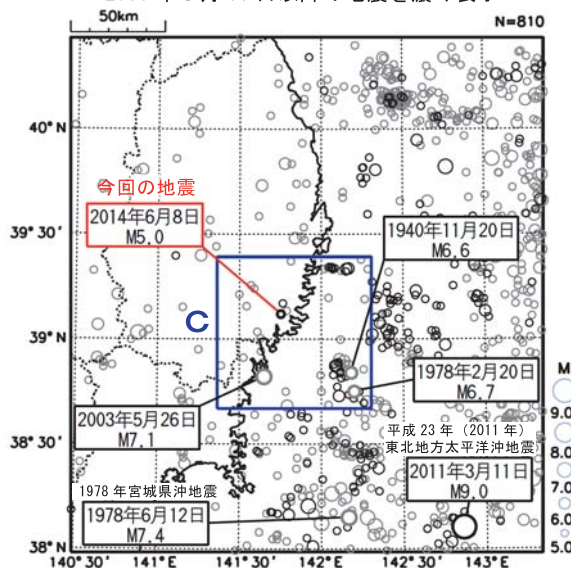 50km
N=810
40°N
今回の地震
2014年6月8日
M5.0
1940年11月20日
M6.6
39°30'
C
39°N
1978年2月20日
M6.7
M
2003年5月26日
M7.1
平成23年（2011年）
東北地方太平洋沖地震
9.0
38°30'
8.0
2011年3月11日
M9.0
1978年宮城県沖地震
7.0
1978年6月12日
M7.4
6.0
38°N
5.0
140°30'E
141°E
141°30'E
142°E
142°30'E
143°E